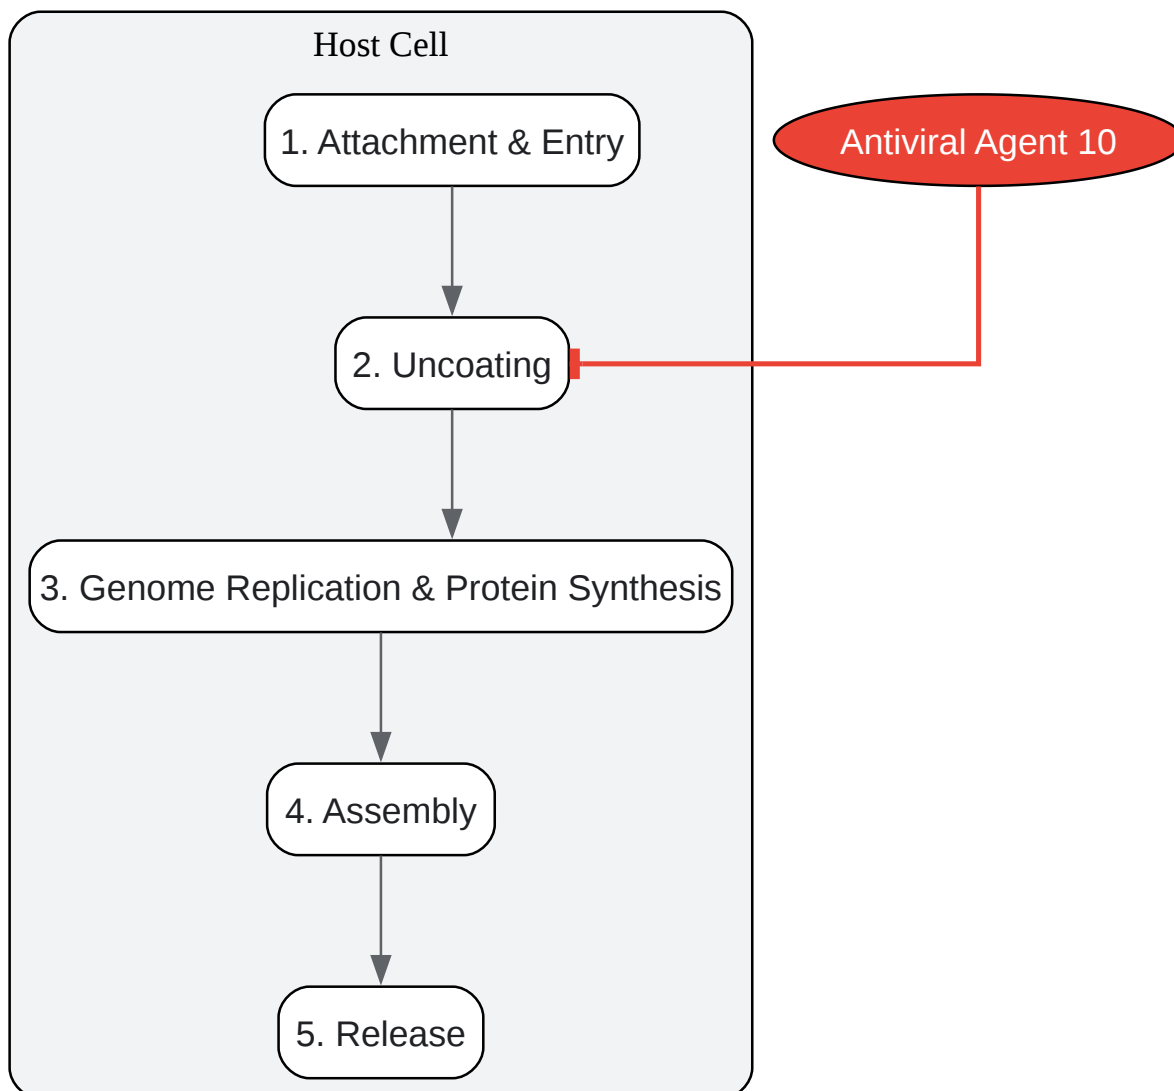 Host Cell
1. Attachment & Entry
Antiviral Agent 10
2. Uncoating
3. Genome Replication & Protein Synthesis
4. Assembly
5. Release